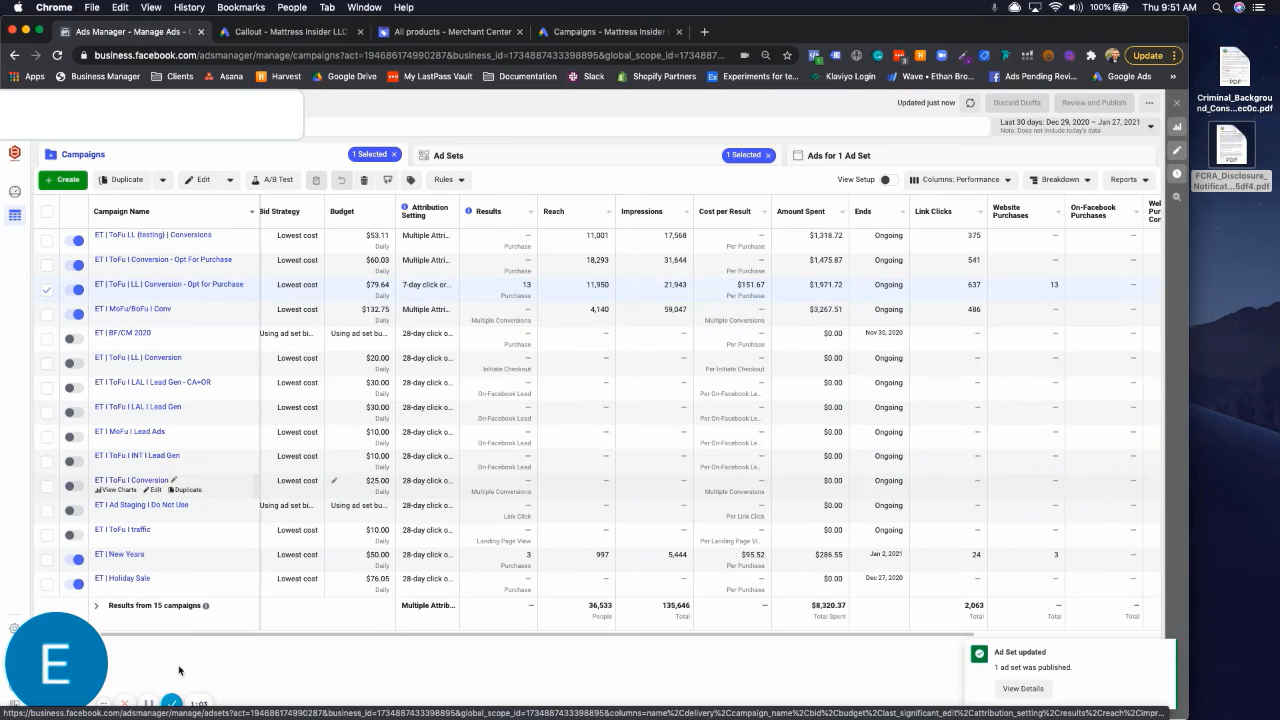 Chrome File Edit View History Bookmarks People Tab Window Help 100% Thu 9:51 AM
Ads Manager - Manage Ads - C × Callout - Mattress Insider LLC × All products - Merchant Center × Campaigns - Mattress Insider × +
business.facebook.com/adsmanager/manage/campaigns?act=194686174990287&business_id=1734887433398895&global_scope_id=173488743339889​5&7... Update
Apps Business Manager Clients Asana Harvest Google Drive My LastPass Vault Documentation Slack Shopify Partners Experiments for to... Klaviyo Login Wave • Ethan Bro... Ads Pending Revie... Google Ads »
PDF
Criminal_Backgrou
nd_Cons...ec0c.pdf
PDF
FCRA_Disclosure_
Notificat...5df4.pdf
Updated just now Discard Drafts Review and Publish ...
Last 30 days: Dec 29, 2020 – Jan 27, 2021
Note: Does not include today's data
Campaigns 1 Selected × Ad Sets 1 Selected × Ads for 1 Ad Set
+ Create Duplicate Edit A/B Test Rules View Setup Columns: Performance Breakdown Reports
Campaign Name Bid Strategy Budget Attribution Setting Results Reach Impressions Cost per Result Amount Spent Ends Link Clicks Website Purchases On-Facebook Purchases
ET | ToFu LL {testing} | Conversions Lowest cost $53.11 Multiple Attri... — 11,001 17,568 — $1,318.72 Ongoing 375 — —
Daily Purchase Per Purchase
ET I ToFu I Conversion - Opt For Purchase Lowest cost $60.03 Multiple Attri... — 18,293 31,644 — $1,475.87 Ongoing 541 — —
Daily Purchase Per Purchase
ET | ToFu | LL | Conversion - Opt for Purchase Lowest cost $79.64 7-day click or... 13 11,950 21,943 $151.67 $1,971.72 Ongoing 637 13 —
Daily Purchases Per Purchase
ET I MoFu/BoFu I Conv Lowest cost $132.75 Multiple Attri... — 4,140 59,047 — $3,267.51 Ongoing 486 — —
Daily Multiple Conversions Multiple Conversions
ET | BF/CM 2020 Using ad set bi... Using ad set bu... 28-day click o... — — — — $0.00 Nov 30, 2020 — — —
Purchase Per Purchase
ET | ToFu | LL | Conversion Lowest cost $20.00 28-day click o... — — — — $0.00 Ongoing — — —
Daily Initiate Checkout Per Initiate Checkout
ET I ToFu I LAL I Lead Gen - CA+OR Lowest cost $30.00 28-day click o... — — — — $0.00 Ongoing — — —
Daily On-Facebook Lead Per On-Facebook Le...
ET I ToFu I LAL I Lead Gen Lowest cost $30.00 28-day click o... — — — — $0.00 Ongoing — — —
Daily On-Facebook Lead Per On-Facebook Le...
ET I MoFu I Lead Ads Lowest cost $10.00 28-day click o... — — — — $0.00 Ongoing — — —
Daily On-Facebook Lead Per On-Facebook Le...
ET I ToFu I INT I Lead Gen Lowest cost $10.00 28-day click o... — — — — $0.00 Ongoing — — —
Daily On-Facebook Lead Per On-Facebook Le...
ET I ToFu I Conversion Lowest cost $25.00 28-day click o... — — — — $0.00 Ongoing — — —
View Charts Edit Duplicate Daily Multiple Conversions Multiple Conversions
ET I Ad Staging I Do Not Use Using ad set bi... Using ad set bu... 28-day click o... — — — — $0.00 Ongoing — — —
Link Click Per Link Click
ET I ToFu I traffic Lowest cost $10.00 28-day click o... — — — — $0.00 Ongoing — — —
Daily Landing Page View Per Landing Page Vi...
ET | New Years Lowest cost $50.00 28-day click o... 3 997 5,444 $95.52 $286.55 Jan 2, 2021 24 3 —
Daily Purchases Per Purchase
ET | Holiday Sale Lowest cost $76.05 28-day click o... — — — — $0.00 Dec 27, 2020 — — —
Daily Purchase Per Purchase
Results from 15 campaigns Multiple Attrib... — 36,533 135,646 — $8,320.37 2,063 — —
People Total Total Spent Total Total Total
E
1:03
Ad Set updated
1 ad set was published.
View Details